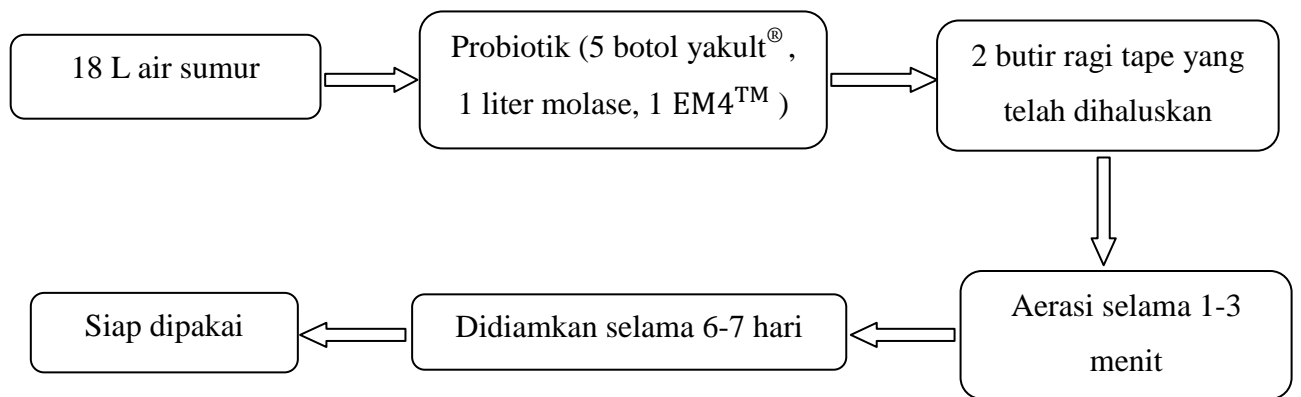 18 L air sumur
Probiotik (5 botol yakult®,
1 liter molase, 1 EM4™ )
2 butir ragi tape yang
telah dihaluskan
Aerasi selama 1-3
menit
Didiamkan selama 6-7 hari
Siap dipakai